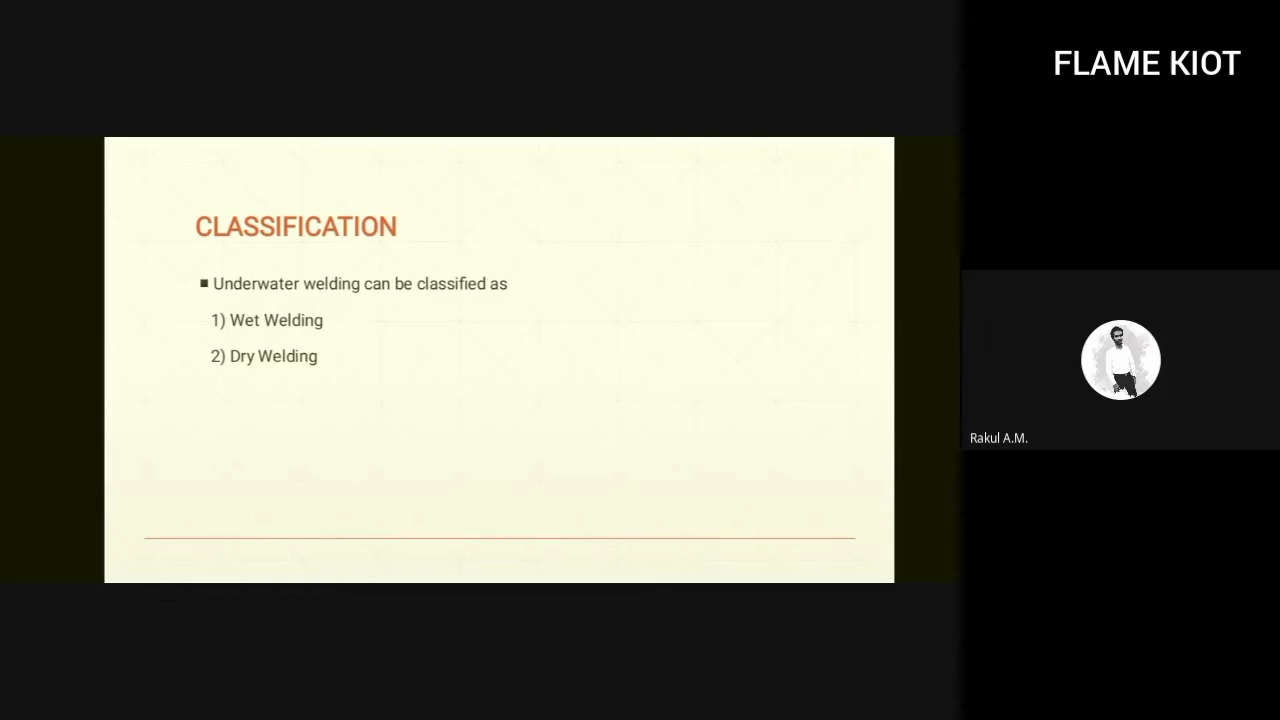 FLAME KIOT
CLASSIFICATION
▪ Underwater welding can be classified as
1) Wet Welding
2) Dry Welding
Rakul A.M.